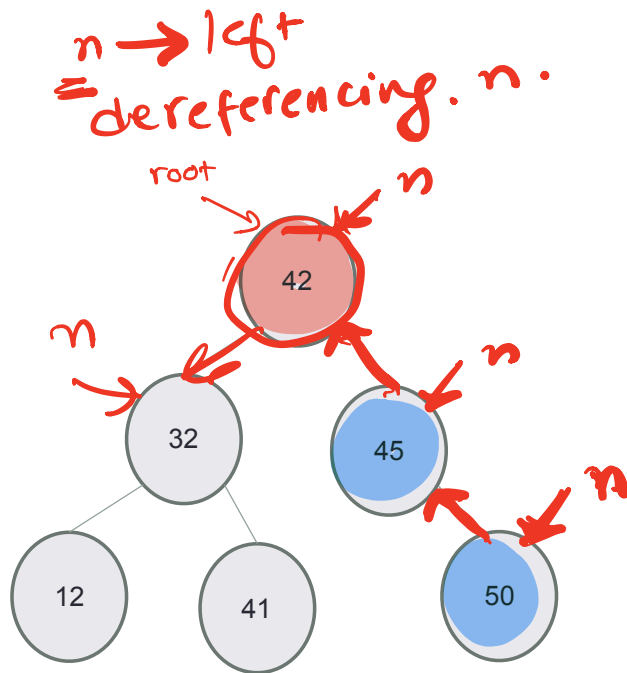 n → left
= dereferencing. n.
root
n
42
n
n
32
45
n
12
41
50